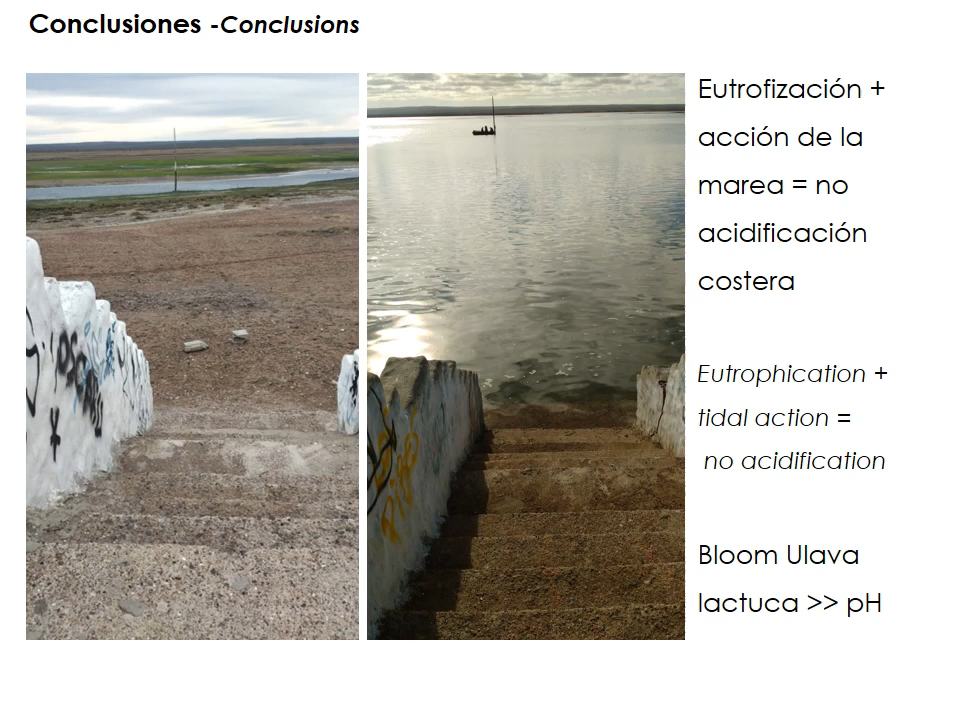 Conclusiones -Conclusions
Eutrofización +
acción de la
marea = no
acidificación
costera
Eutrophication +
tidal action =
no acidification
Bloom Ulava
lactuca >> pH